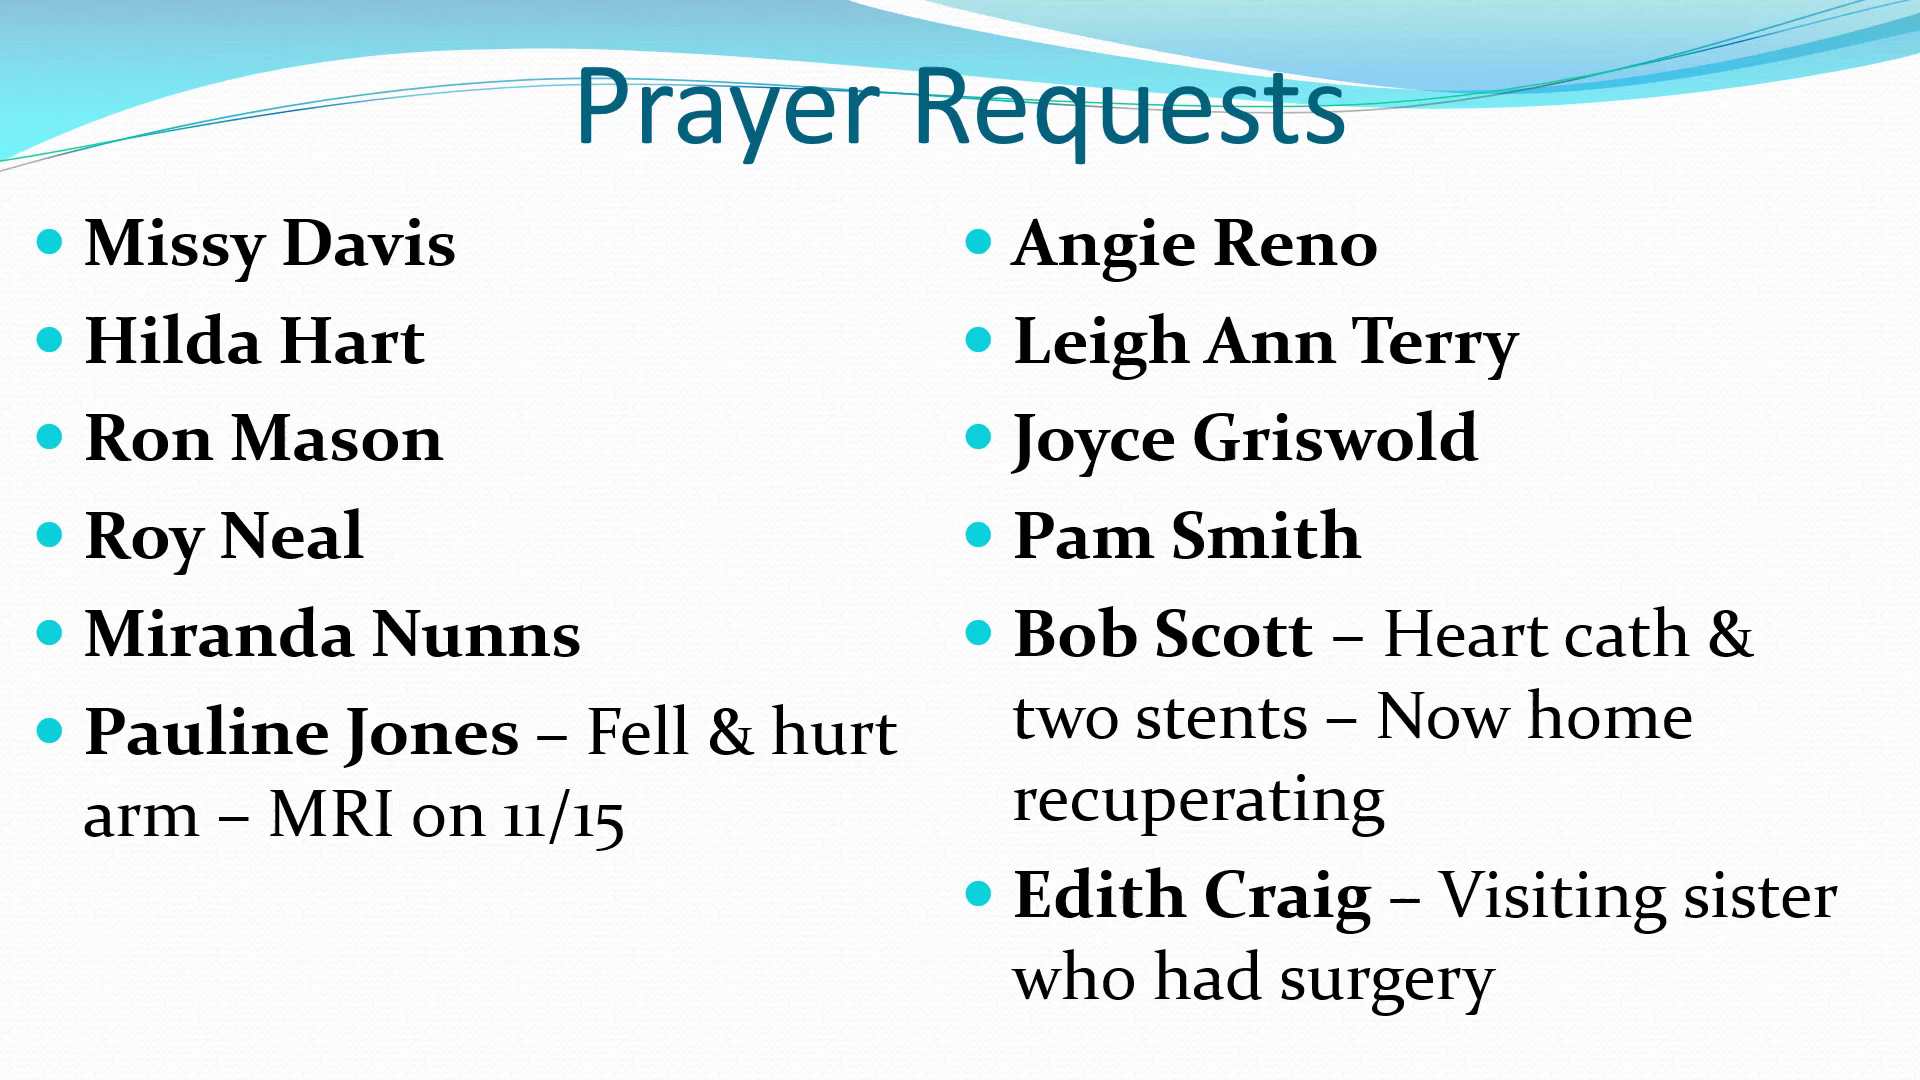 Prayer Requests
• Missy Davis
• Hilda Hart
• Ron Mason
• Roy Neal
• Miranda Nunns
• Pauline Jones – Fell & hurt
arm – MRI on 11/15
• Angie Reno
• Leigh Ann Terry
• Joyce Griswold
• Pam Smith
• Bob Scott – Heart cath &
two stents – Now home
recuperating
• Edith Craig – Visiting sister
who had surgery